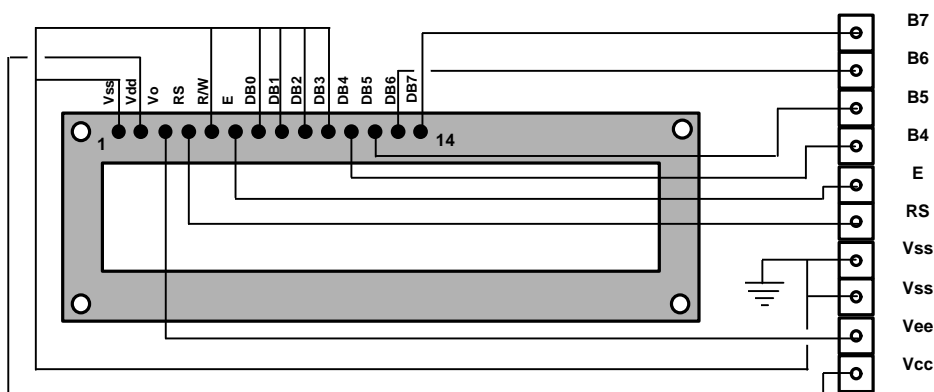 Vss
Vdd
Vo
RS
R/W
E
DB0
DB1
DB2
DB3
DB4
DB5
DB6
DB7
1
14
B7
B6
B5
B4
E
RS
Vss
Vss
Vee
Vcc